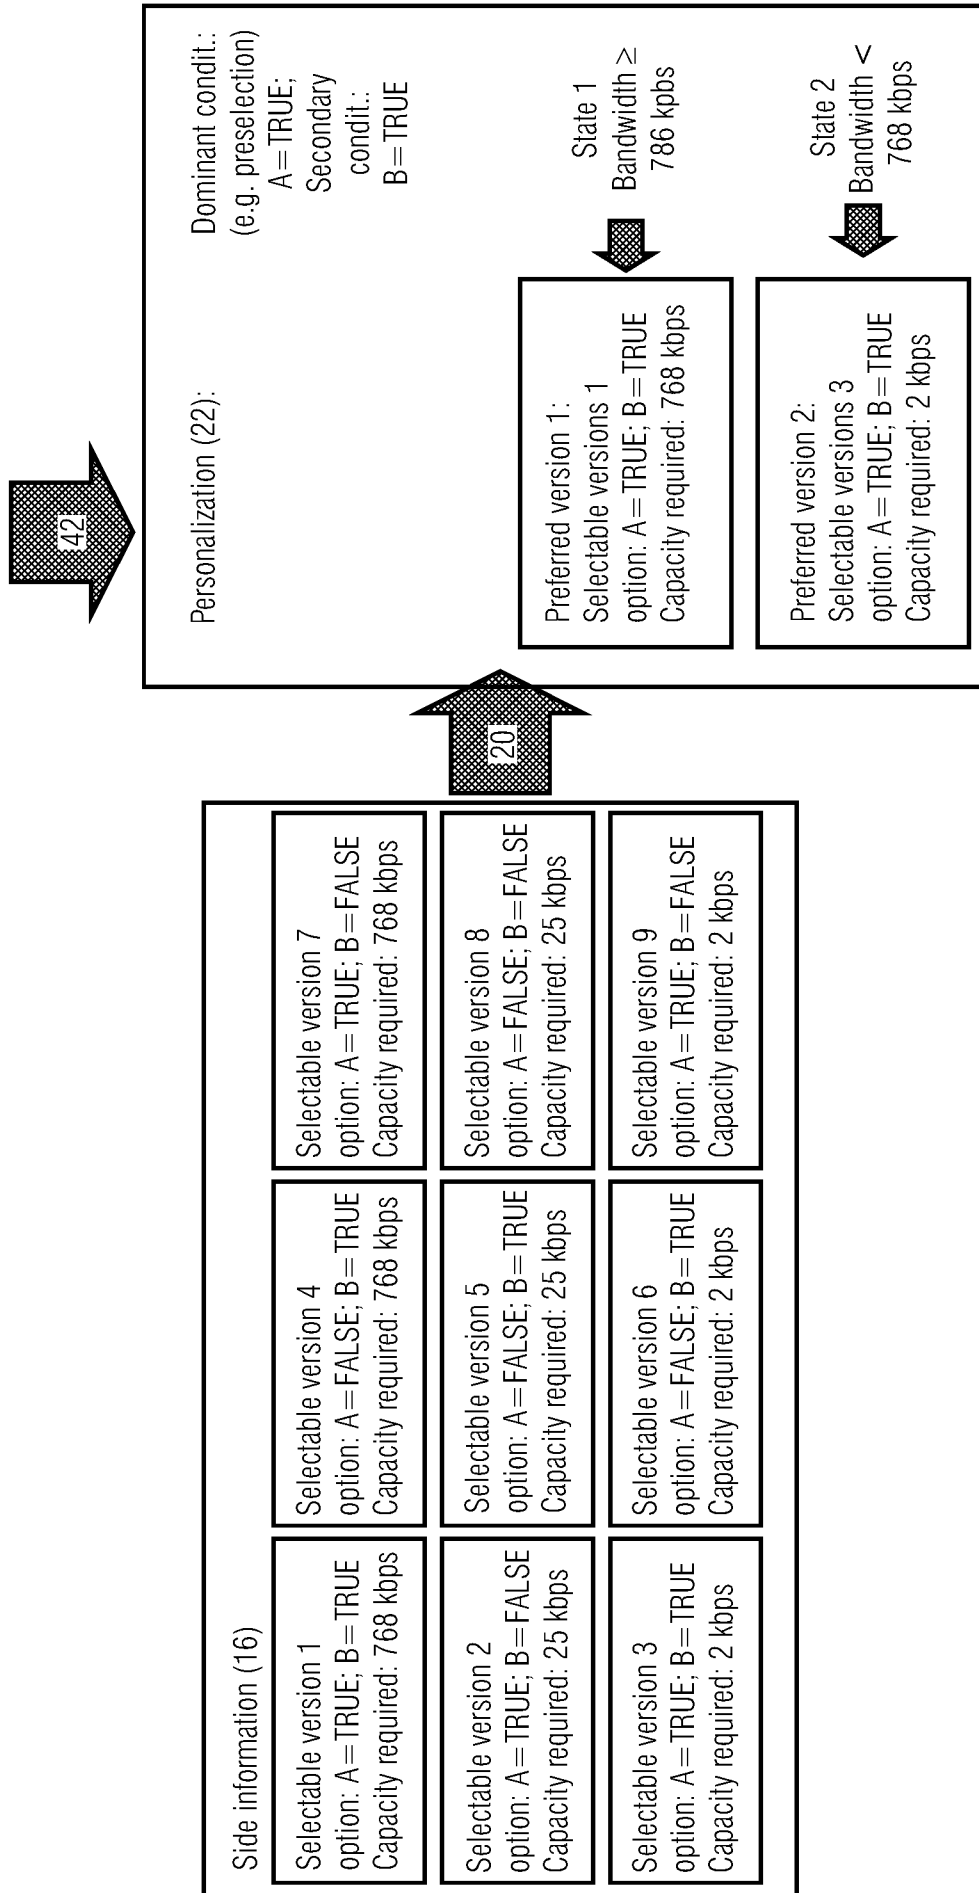 Side information (16)
Selectable version 1
option: A=TRUE; B=TRUE
Capacity required: 768 kbps
Selectable version 4
option: A=FALSE; B=TRUE
Capacity required: 768 kbps
Selectable version 7
option: A=TRUE; B=FALSE
Capacity required: 768 kbps
Selectable version 2
option: A=TRUE; B=FALSE
Capacity required: 25 kbps
Selectable version 5
option: A=FALSE; B=TRUE
Capacity required: 25 kbps
Selectable version 8
option: A=FALSE; B=FALSE
Capacity required: 25 kbps
Selectable version 3
option: A=TRUE; B=TRUE
Capacity required: 2 kbps
Selectable version 6
option: A=FALSE; B=TRUE
Capacity required: 2 kbps
Selectable version 9
option: A=TRUE; B=FALSE
Capacity required: 2 kbps
20
42
Personalization (22):
Dominant condit.:
(e.g. preselection)
A=TRUE;
Secondary
condit.:
B=TRUE
Preferred version 1:
Selectable versions 1
option: A=TRUE; B=TRUE
Capacity required: 768 kbps
State 1
Bandwidth ≥
786 kpbs
Preferred version 2:
Selectable versions 3
option: A=TRUE; B=TRUE
Capacity required: 2 kbps
State 2
Bandwidth <
768 kbps